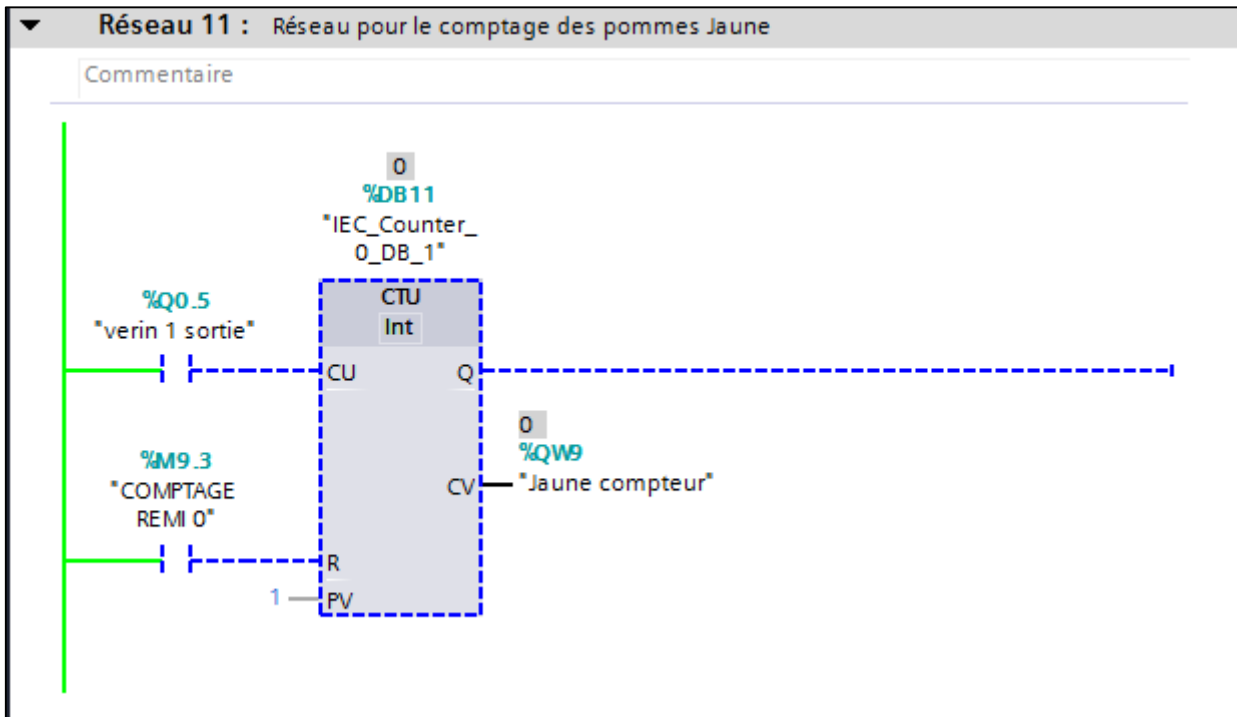 Réseau 11 : Réseau pour le comptage des pommes Jaune
Commentaire
0
%DB11
"IEC_Counter_
0_DB_1"
%Q0.5
"verin 1 sortie"
CTU
Int
CU Q
%M9.3
"COMPTAGE
REMI 0"
0
%QW9
CV "Jaune compteur"
R
1 PV